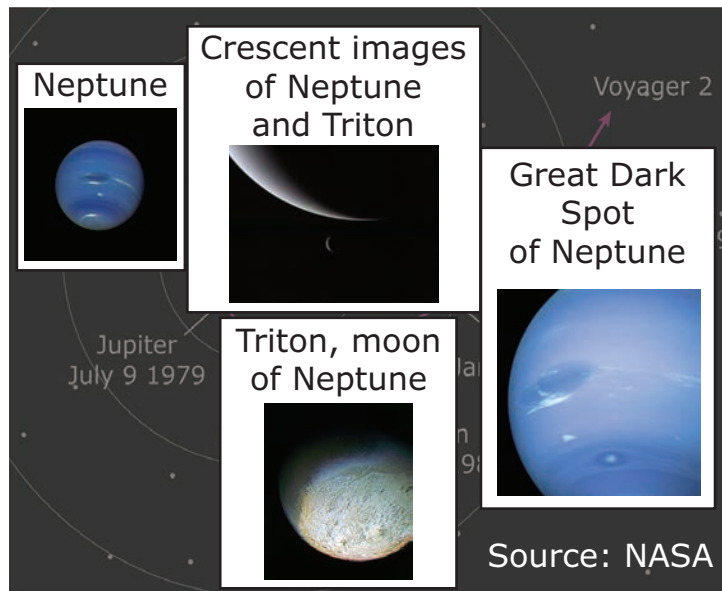 Neptune
Crescent images
of Neptune
and Triton
Voyager 2
Great Dark
Spot
of Neptune
Jupiter
July 9 1979
Triton, moon
of Neptune
Source: NASA